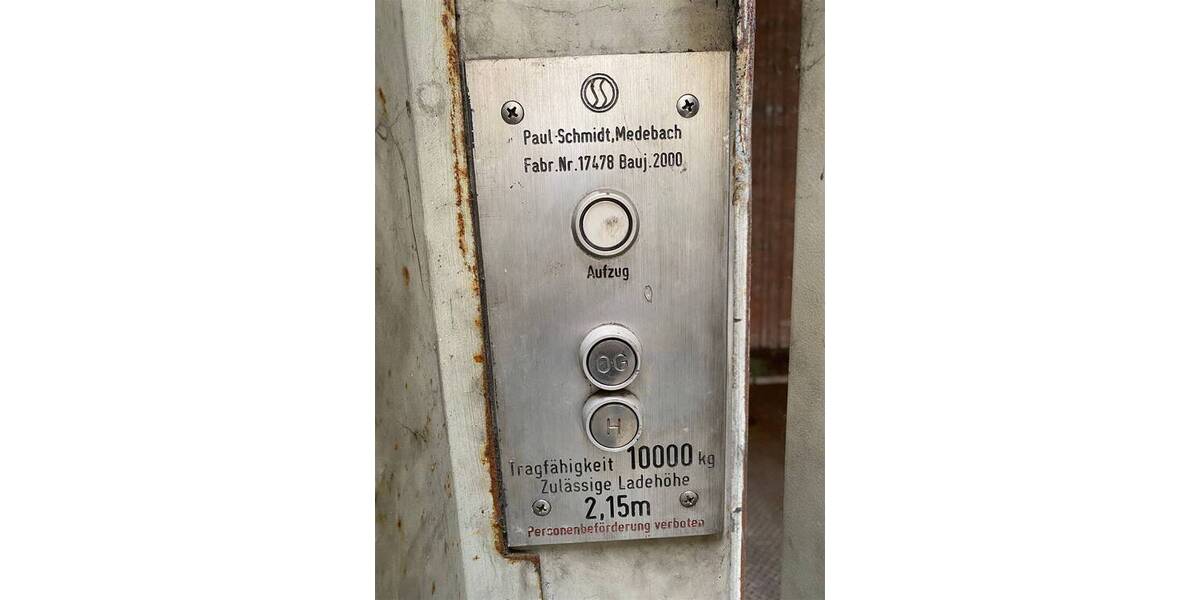 Paul Schmidt, Medebach
Fabr.Nr.17478 Bauj.2000
Aufzug
OG
H
Tragfähigkeit 10000 kg
Zulässige Ladehöhe
2,15m
Personenbeförderung verboten